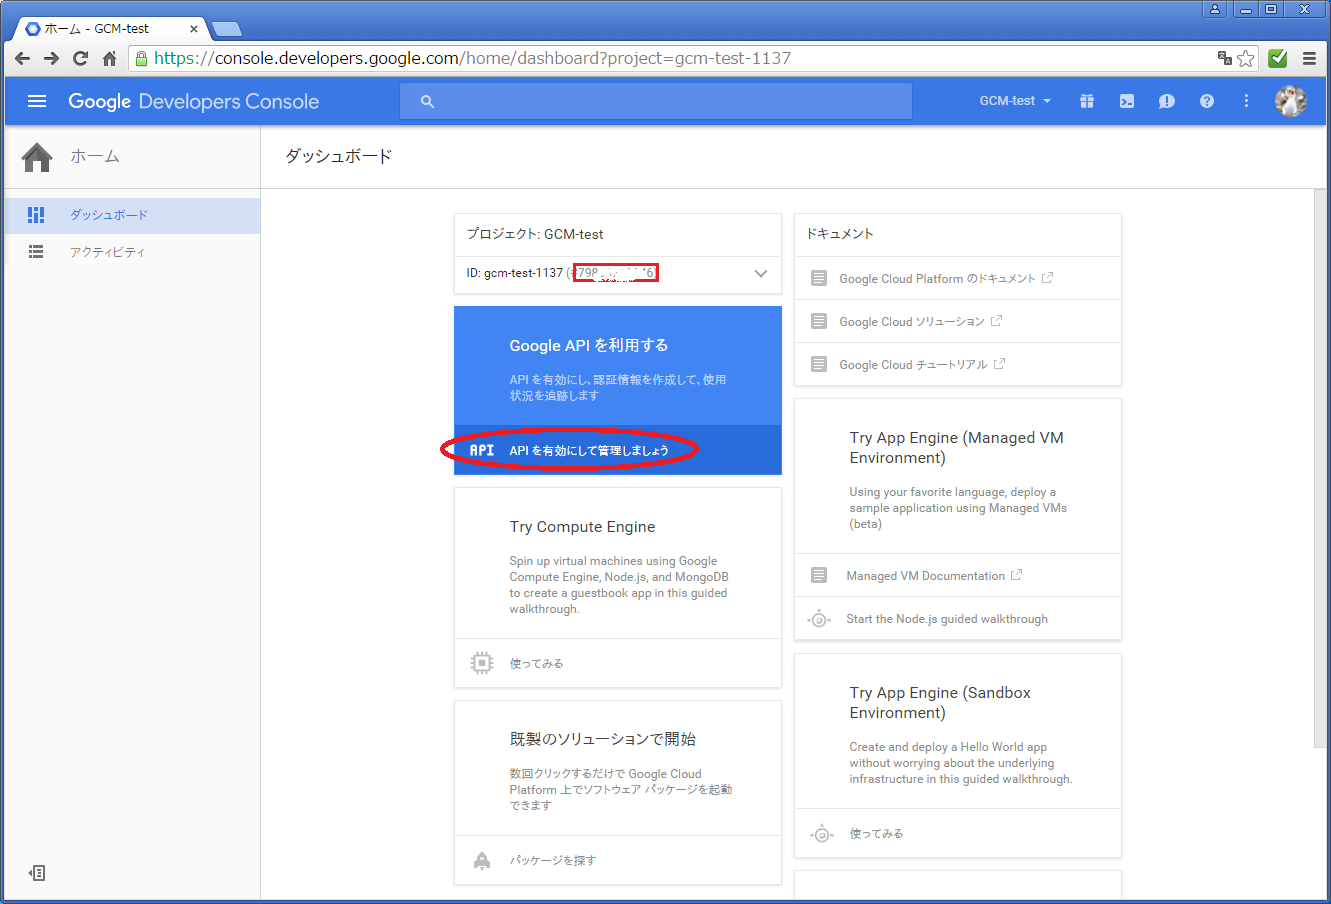 ホーム - GCM-test
https://console.developers.google.com/home/dashboard?project=gcm-test-1137
Google Developers Console
GCM-test
ホーム
ダッシュボード
アクティビティ
ダッシュボード
プロジェクト: GCM-test
ID: gcm-test-1137
Google API を利用する
API を有効にし、認証情報を作成して、使用
状況を追跡します
API
API を有効にして管理しましょう
Try Compute Engine
Spin up virtual machines using Google
Compute Engine, Node.js, and MongoDB
to create a guestbook app in this guided
walkthrough.
使ってみる
既製のソリューションで開始
数回クリックするだけで Google Cloud
Platform 上でソフトウェア パッケージを起動
できます
パッケージを探す
ドキュメント
Google Cloud Platform のドキュメント
Google Cloud ソリューション
Google Cloud チュートリアル
Try App Engine (Managed VM
Environment)
Using your favorite language, deploy a
sample application using Managed VMs
(beta)
Managed VM Documentation
Start the Node.js guided walkthrough
Try App Engine (Sandbox
Environment)
Create and deploy a Hello World app
without worrying about the underlying
infrastructure in this guided walkthrough.
使ってみる